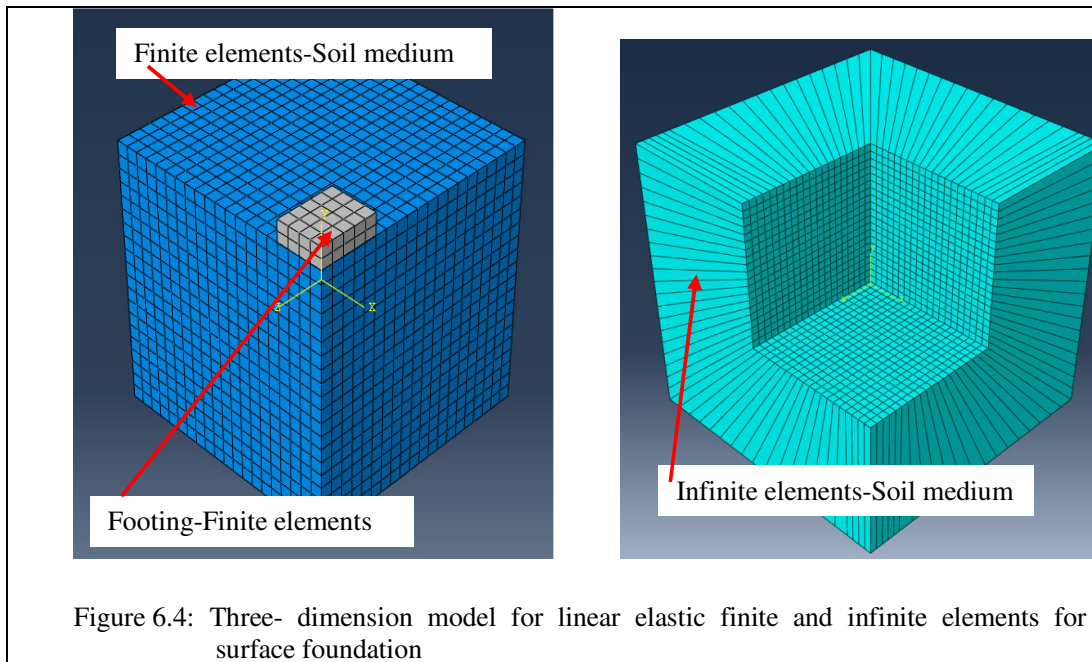 Finite elements-Soil medium
Y
Z
X
Footing-Finite elements
Infinite elements-Soil medium
Figure 6.4: Three- dimension model for linear elastic finite and infinite elements for
surface foundation